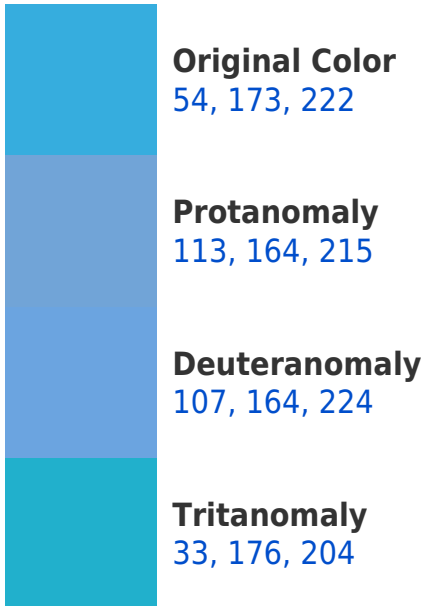 Original Color
54, 173, 222
Protanomaly
113, 164, 215
Deuteranomaly
107, 164, 224
Tritanomaly
33, 176, 204